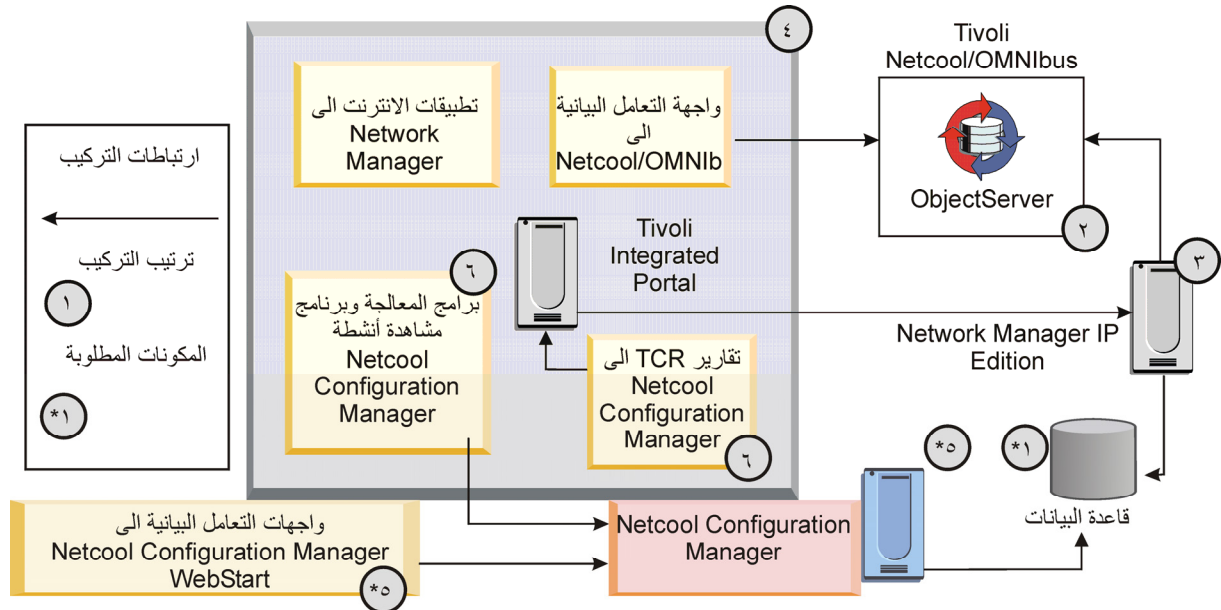 ارتباطات التركيب
ترتيب التركيب
١
المكونات المطلوبة
*١
٤
تطبيقات الانترنت الى
Network
Manager
واجهة التعامل البيانية
الى
Netcool/OMNIb
Tivoli
Netcool/OMNIbus
ObjectServer
٢
Tivoli
Integrated
Portal
٦
برامج المعالجة وبرنامج
مشاهدة أنشطة
Netcool
Configuration
Manager
تقارير TCR الى
Netcool
Configuration
Manager
٦
٣
Network Manager IP
Edition
*٥
*١
قاعدة البيانات
واجهات التعامل البيانية الى
Netcool Configuration Manager
WebStart
*٥
Netcool Configuration
Manager